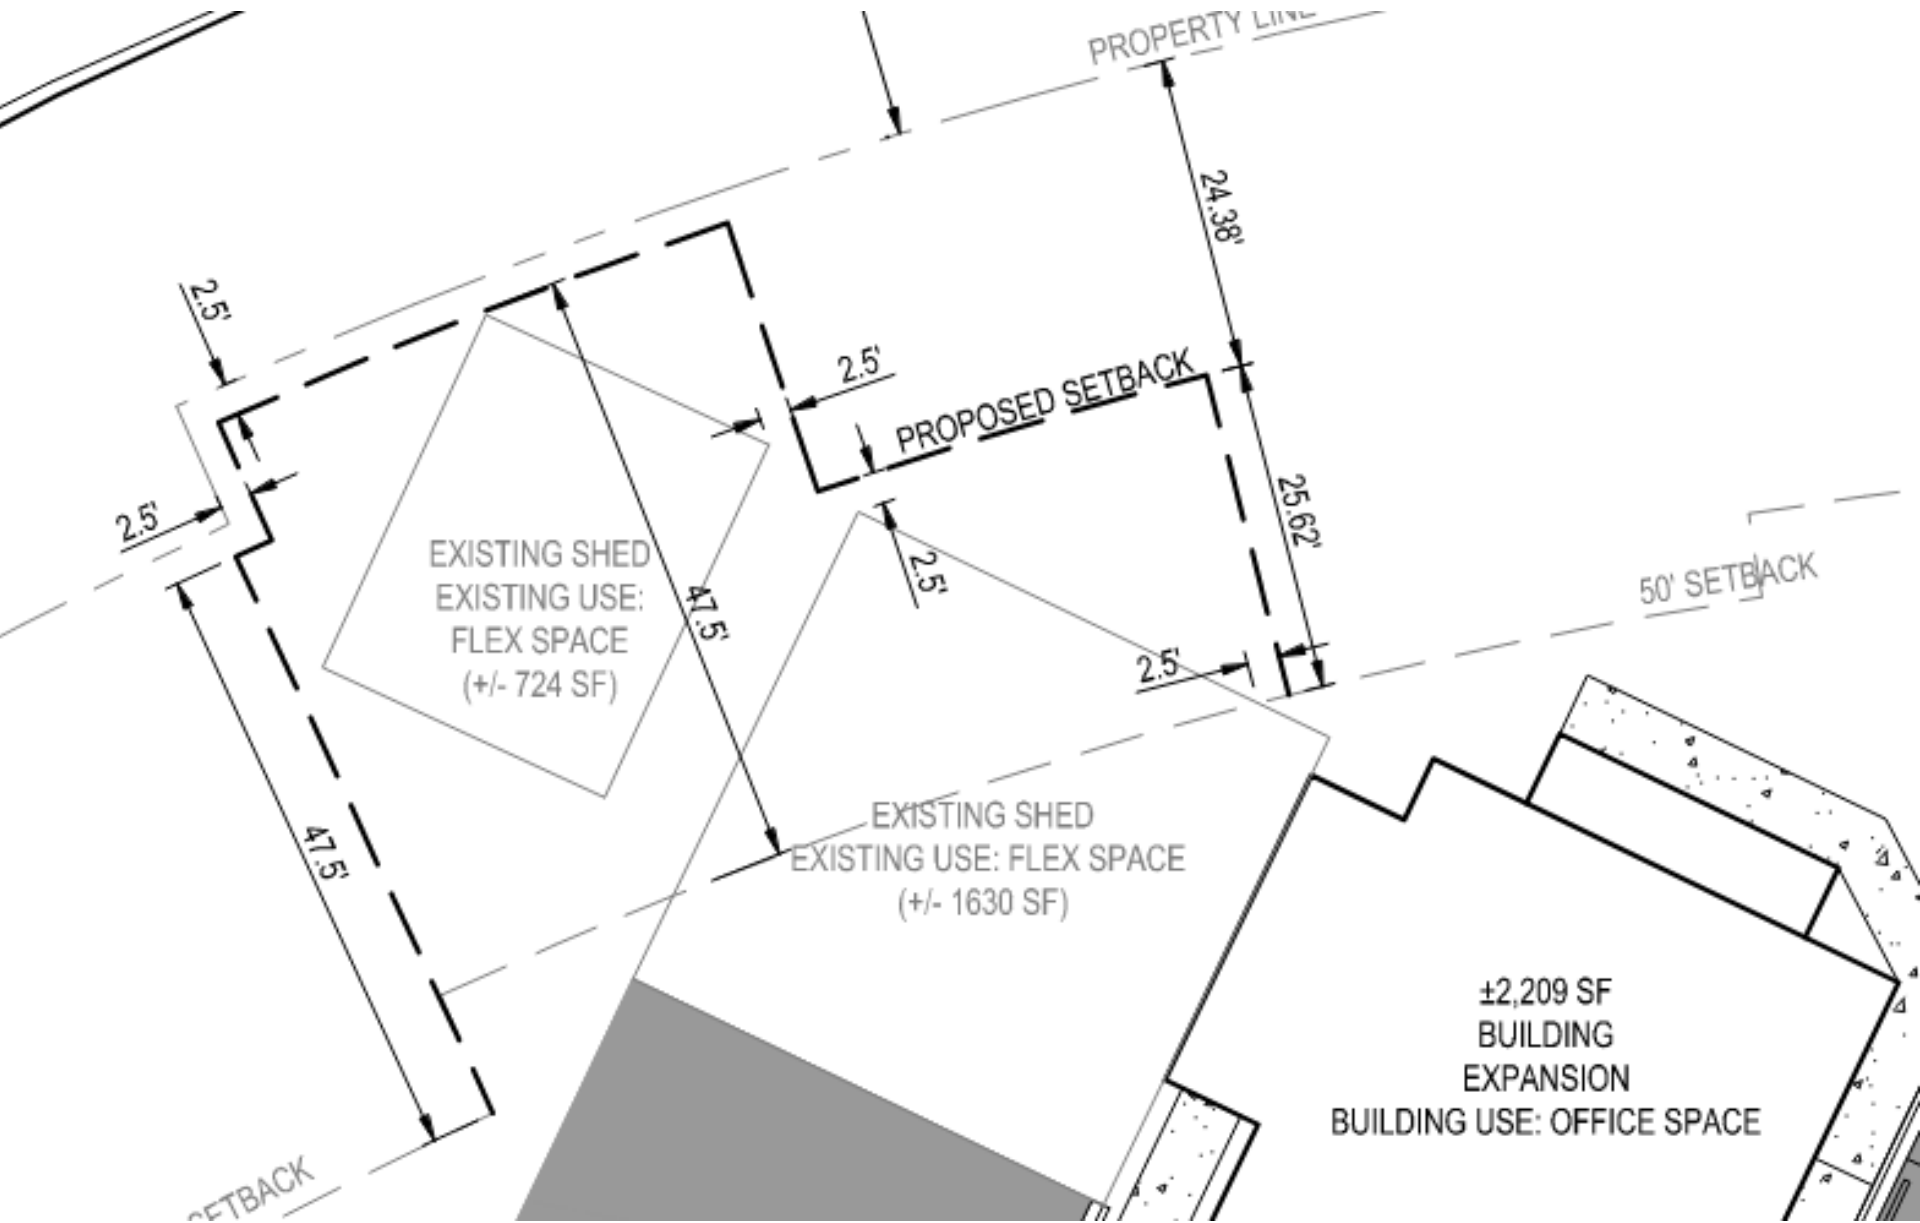 PROPERTY LINE
24.38'
2.5'
2.5'
PROPOSED SETBACK
2.5'
25.62'
EXISTING SHED
EXISTING USE:
FLEX SPACE
(+/- 724 SF)
47.5'
2.5'
50' SETBACK
2.5'
47.5'
EXISTING SHED
EXISTING USE: FLEX SPACE
(+/- 1630 SF)
±2,209 SF
BUILDING
EXPANSION
BUILDING USE: OFFICE SPACE
SETBACK